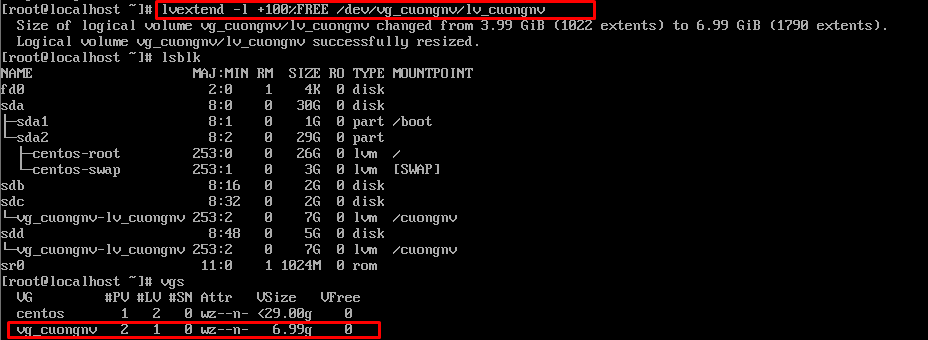 [root@localhost ~]# lvextend -l +100%FREE /dev/vg_cuongnv/lv_cuongnv
  Size of logical volume vg_cuongnv/lv_cuongnv changed from 3.99 GiB (1022 extents) to 6.99 GiB (1790 extents).
  Logical volume vg_cuongnv/lv_cuongnv successfully resized.
[root@localhost ~]# lsblk
NAME                    MAJ:MIN RM  SIZE RO TYPE MOUNTPOINT
fd0                       2:0    1    4K  0 disk
sda                       8:0    0   30G  0 disk
├─sda1                    8:1    0    1G  0 part /boot
└─sda2                    8:2    0   29G  0 part
  ├─centos-root         253:0    0   26G  0 lvm  /
  └─centos-swap         253:1    0    3G  0 lvm  [SWAP]
sdb                       8:16   0    2G  0 disk
sdc                       8:32   0    2G  0 disk
└─vg_cuongnv-lv_cuongnv 253:2    0    7G  0 lvm  /cuongnv
sdd                       8:48   0    5G  0 disk
└─vg_cuongnv-lv_cuongnv 253:2    0    7G  0 lvm  /cuongnv
sr0                      11:0    1 1024M  0 rom
[root@localhost ~]# vgs
  VG         #PV #LV #SN Attr   VSize   VFree
  centos       1   2   0 wz--n- <29.00g    0
  vg_cuongnv   2   1   0 wz--n-   6.99g    0